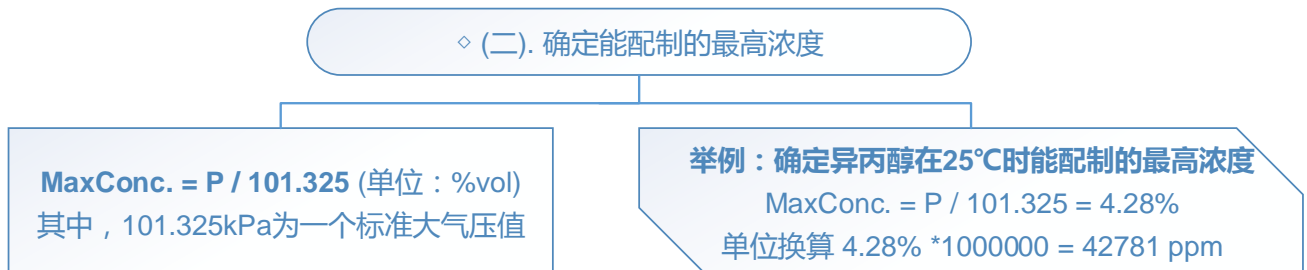 ◇ (二). 确定能配制的最高浓度
MaxConc. = P / 101.325 (单位：%vol)
其中，101.325kPa为一个标准大气压值
举例：确定异丙醇在25℃时能配制的最高浓度
MaxConc. = P / 101.325 = 4.28%
单位换算 4.28% *1000000 = 42781 ppm